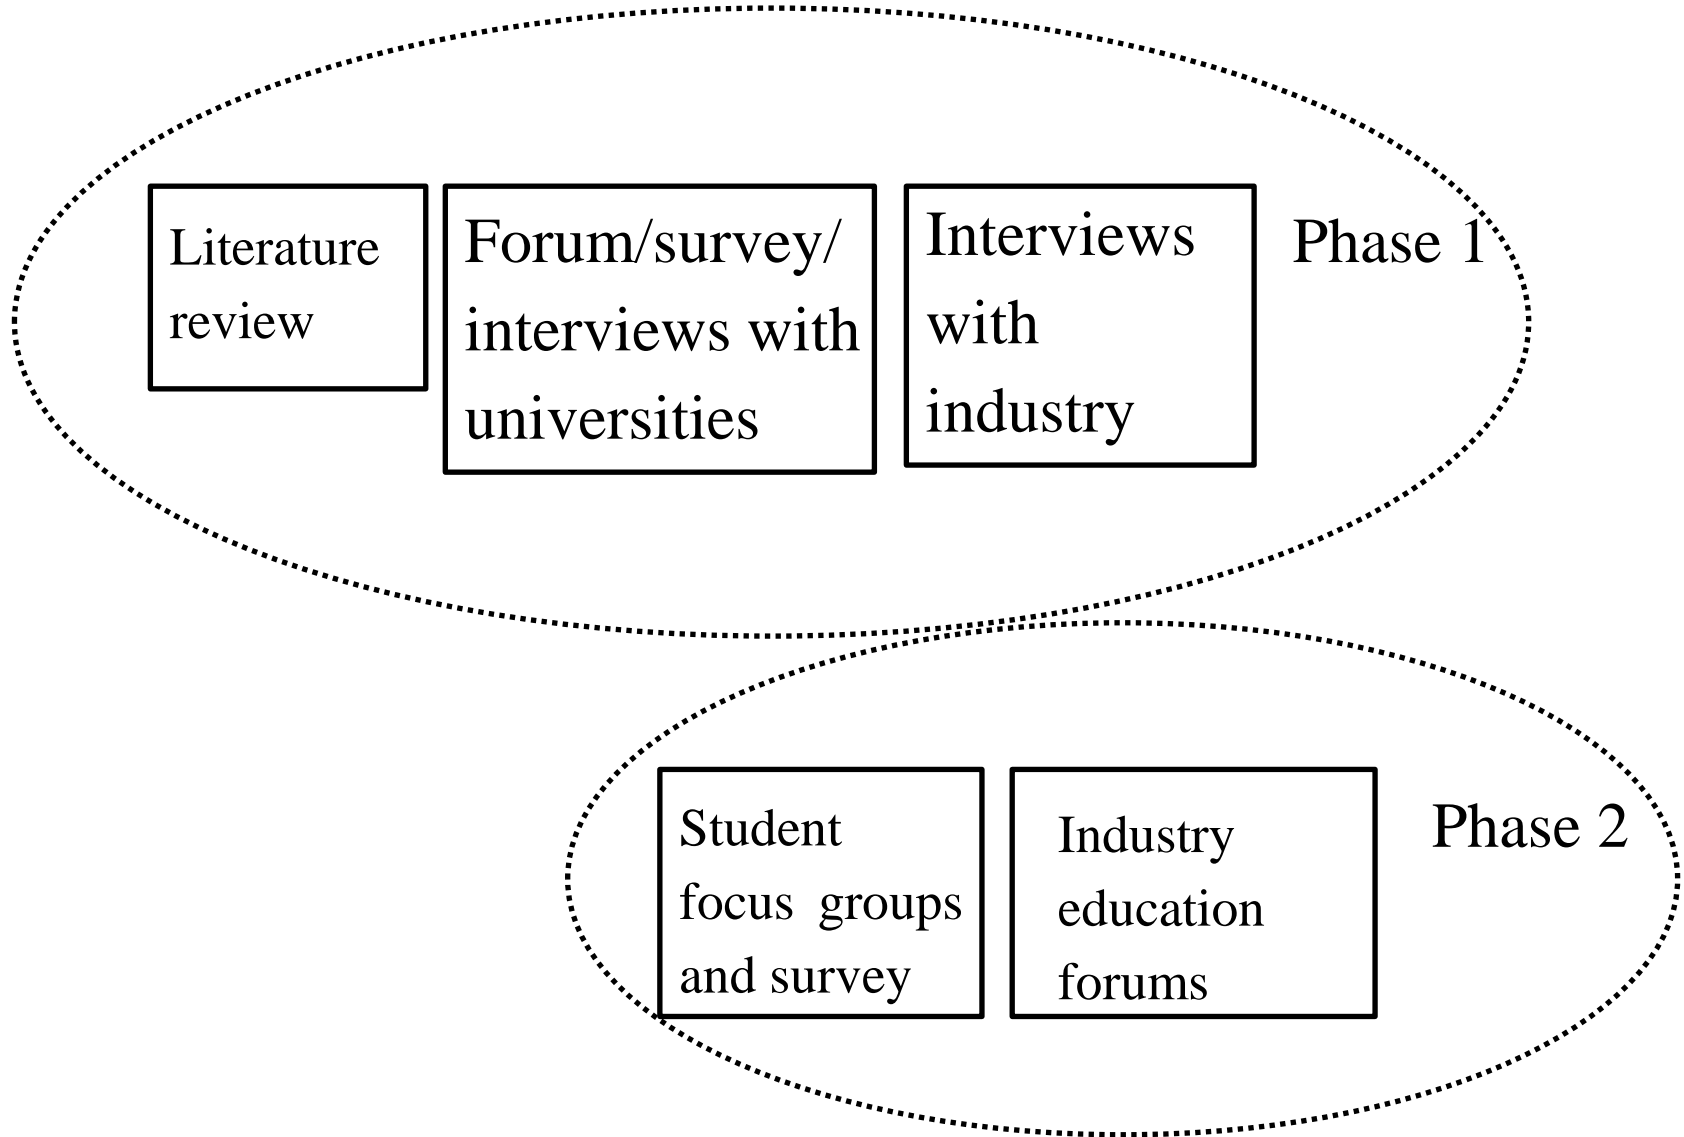 Literature
review
Forum/survey/
interviews with
universities
Interviews
with
industry
Phase 1
Student
focus groups
and survey
Industry
education
forums
Phase 2